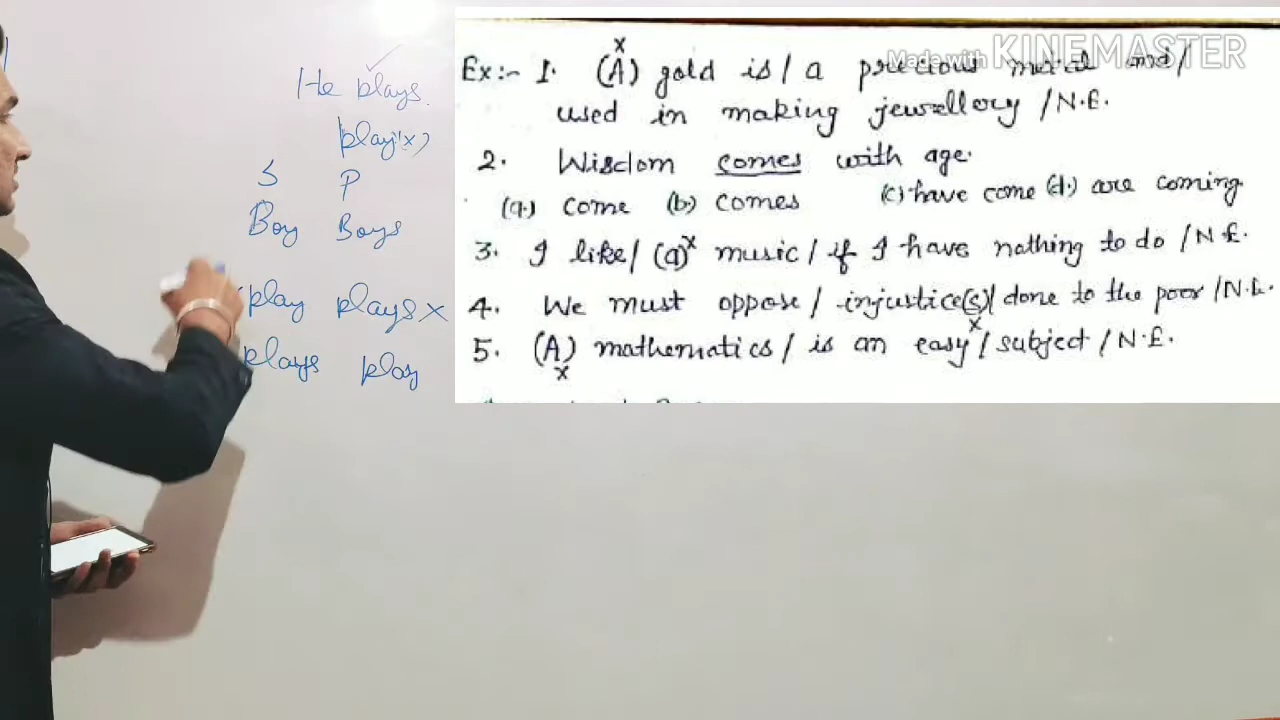 He plays.
play(x)
S P
Boy Boys
play plays x
plays play
Made with KINEMASTER
x
Ex:- 1. (A) gold is/ a precious metal and/
used in making jewellory /N.E.
2. Wisdom comes with age.
(a.) come (b) comes (c) have come (d.) are coming
3. I like/ (a)x music/ if I have nothing to do /N.E.
4. We must oppose/ injustice(s)/ done to the poor /N.E.
x
5. (A) mathematics/ is an easy/ subject/ N.E.
x